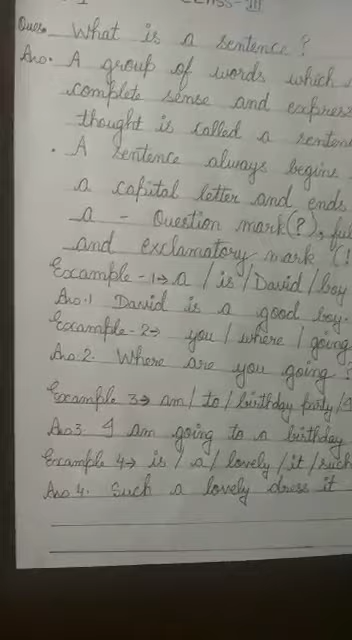 CLASS-III
Ques. What is a sentence?
Ans. A group of words which
complete sense and express
thought is called a senten
. A sentence always begins
a capital letter and ends
a - Question mark(?), ful
and exclamatory mark (!
Example-1→ a / is / David / boy
Ans.1 David is a good boy.
Example-2→ you / where / going
Ans.2. Where are you going?
Example 3→ am / to / birthday party /
Ans3. I am going to a birthday
Example 4→ is / a / lovely / it / such
Ans 4. Such a lovely dress it